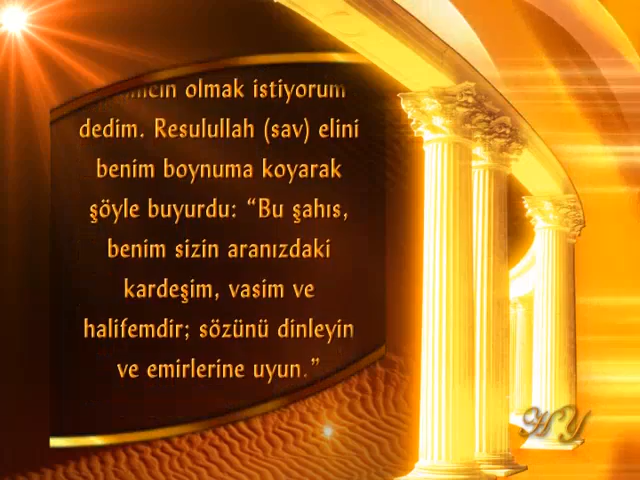 olmak istiyorum
dedim. Resulullah (sav) elini
benim boynuma koyarak
şöyle buyurdu: “Bu şahıs,
benim sizin aranızdaki
kardeşim, vasim ve
halifemdir; sözünü dinleyin
ve emirlerine uyun.”
HY